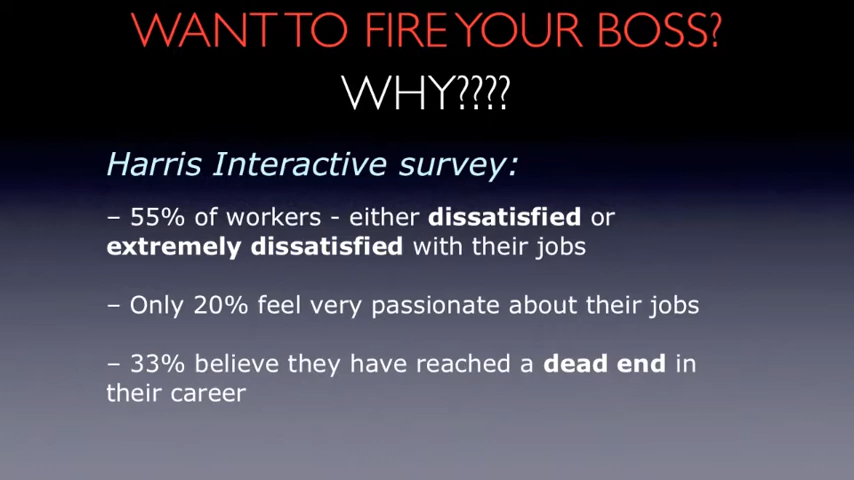 WANT TO FIRE YOUR BOSS?
WHY????
Harris Interactive survey:
– 55% of workers - either dissatisfied or
extremely dissatisfied with their jobs
– Only 20% feel very passionate about their jobs
– 33% believe they have reached a dead end in
their career